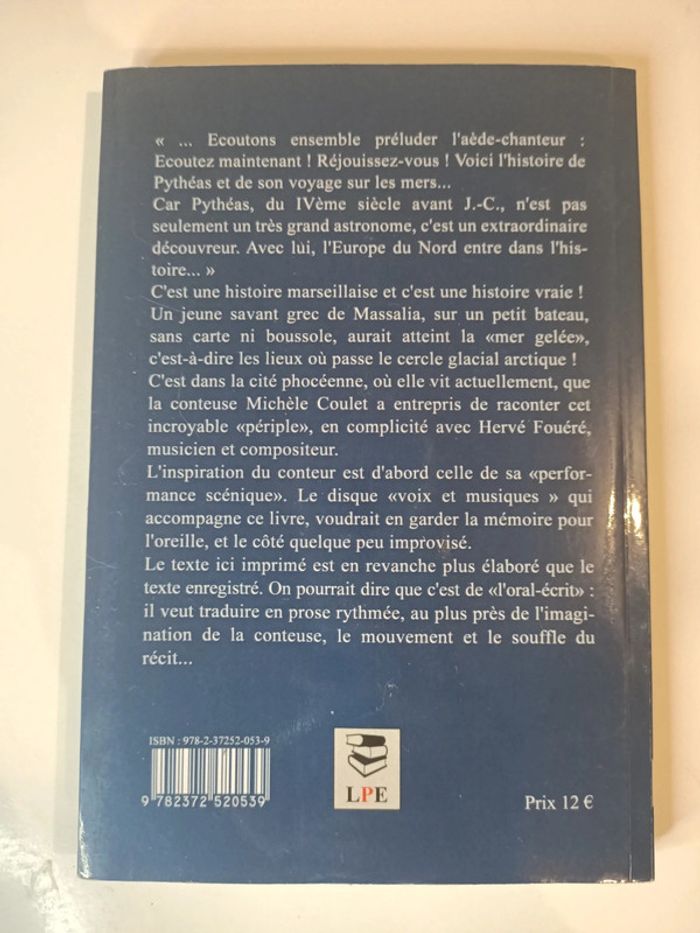 « ... Ecoutons ensemble préluder l'aède-chanteur :
Ecoutez maintenant ! Réjouissez-vous ! Voici l'histoire de
Pythéas et de son voyage sur les mers...
Car Pythéas, du IVème siècle avant J.-C., n'est pas
seulement un très grand astronome, c'est un extraordinaire
découvreur. Avec lui, l'Europe du Nord entre dans l'his-
toire... »
C'est une histoire marseillaise et c'est une histoire vraie !
Un jeune savant grec de Massalia, sur un petit bateau,
sans carte ni boussole, aurait atteint la «mer gelée»,
c'est-à-dire les lieux où passe le cercle glacial arctique !
C'est dans la cité phocéenne, où elle vit actuellement, que
la conteuse Michèle Coulet a entrepris de raconter cet
incroyable «périple», en complicité avec Hervé Fouéré,
musicien et compositeur.
L'inspiration du conteur est d'abord celle de sa «perfor-
mance scénique». Le disque «voix et musiques » qui
accompagne ce livre, voudrait en garder la mémoire pour
l'oreille, et le côté quelque peu improvisé.
Le texte ici imprimé est en revanche plus élaboré que le
texte enregistré. On pourrait dire que c'est de «l'oral-écrit» :
il veut traduire en prose rythmée, au plus près de l'imagi-
nation de la conteuse, le mouvement et le souffle du
récit...
ISBN : 978-2-37252-053-9
9 782372 520539
LPE
Prix 12 €